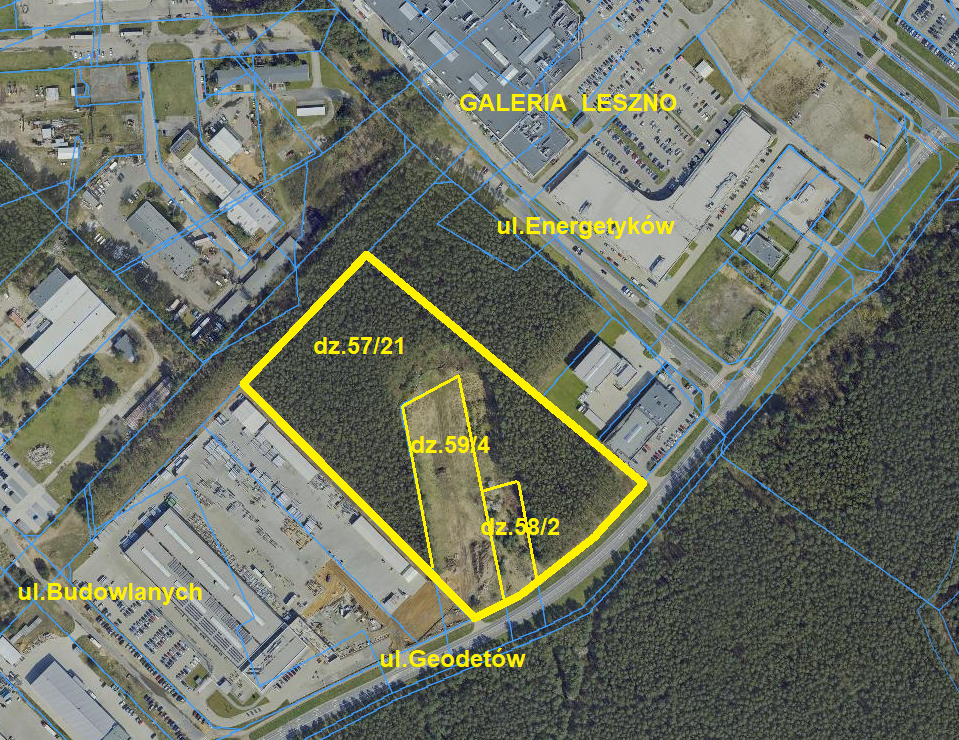 GALERIA LESZNO
ul.Energetyków
dz.57/21
dz.59/4
dz.58/2
ul.Budowlanych
ul.Geodetów